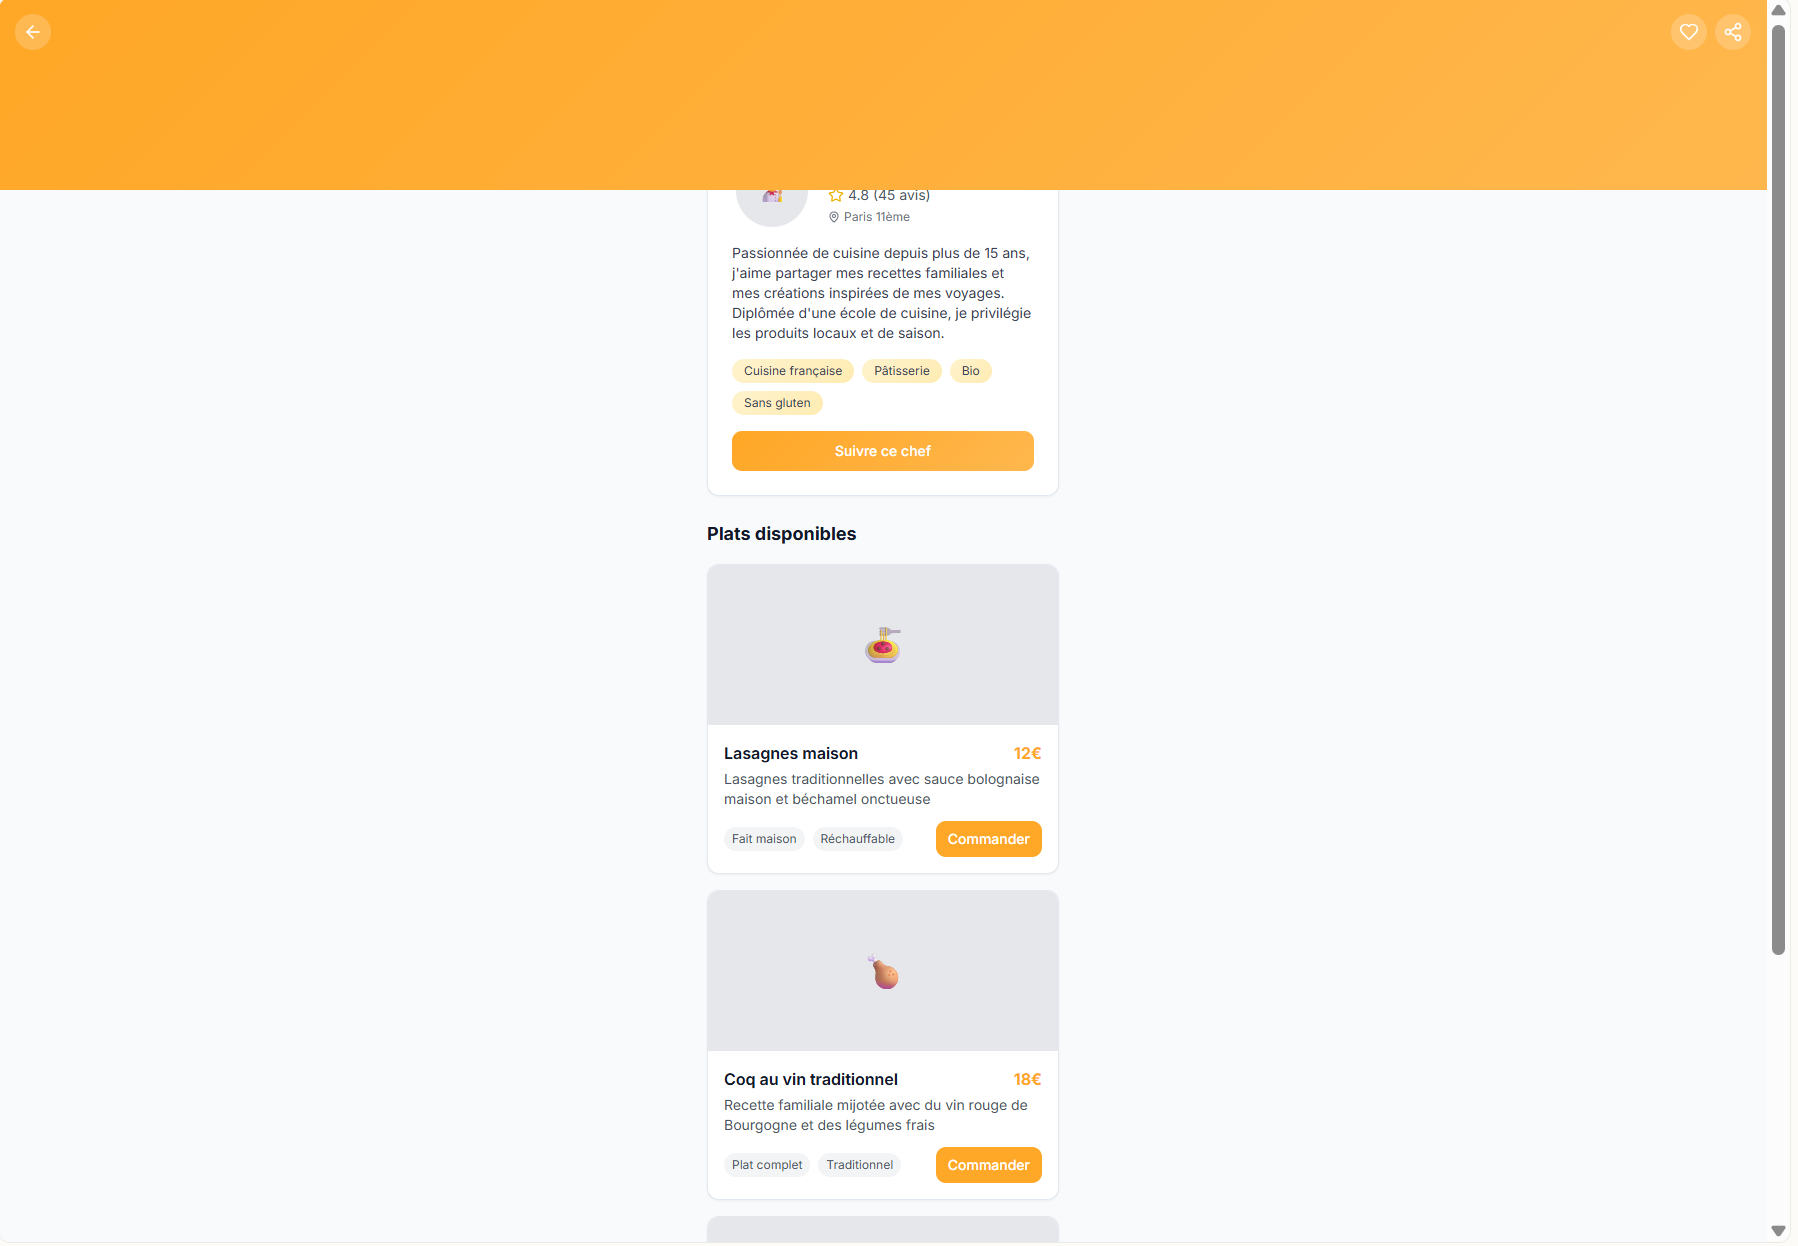 4.8 (45 avis)
Paris 11ème
Passionnée de cuisine depuis plus de 15 ans,
j'aime partager mes recettes familiales et
mes créations inspirées de mes voyages.
Diplômée d'une école de cuisine, je privilégie
les produits locaux et de saison.
Cuisine française Pâtisserie Bio
Sans gluten
Suivre ce chef
Plats disponibles
Lasagnes maison 12€
Lasagnes traditionnelles avec sauce bolognaise
maison et béchamel onctueuse
Fait maison Réchauffable Commander
Coq au vin traditionnel 18€
Recette familiale mijotée avec du vin rouge de
Bourgogne et des légumes frais
Plat complet Traditionnel Commander